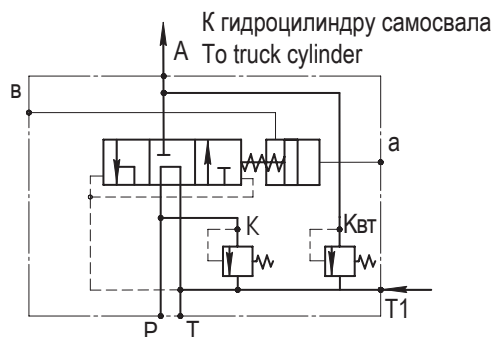 К гидроцилиндру самосвала
А To truck cylinder
в
а
К
Квт
Т1
Р Т